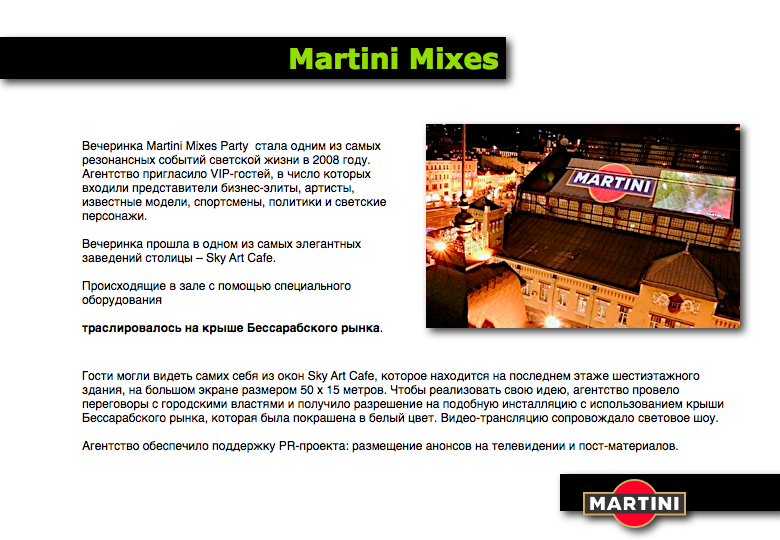 Martini Mixes
Вечеринка Martini Mixes Party стала одним из самых
резонансных событий светской жизни в 2008 году.
Агентство пригласило VIP-гостей, в число которых
входили представители бизнес-элиты, артисты,
известные модели, спортсмены, политики и светские
персонажи.
Вечеринка прошла в одном из самых элегантных
заведений столицы – Sky Art Cafe.
Происходящие в зале с помощью специального
оборудования
траслировалось на крыше Бессарабского рынка.
MARTINI
Гости могли видеть самих себя из окон Sky Art Cafe, которое находится на последнем этаже шестиэтажного
здания, на большом экране размером 50 х 15 метров. Чтобы реализовать свою идею, агентство провело
переговоры с городскими властями и получило разрешение на подобную инсталляцию с использованием крыши
Бессарабского рынка, которая была покрашена в белый цвет. Видео-трансляцию сопровождало световое шоу.
Агентство обеспечило поддержку PR-проекта: размещение анонсов на телевидении и пост-материалов.
MARTINI